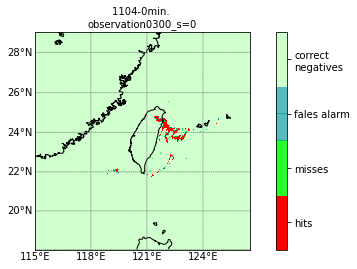 1104-0min.
observation0300_s=0
28°N
26°N
24°N
22°N
20°N
115°E
118°E
121°E
124°E
correct
negatives
fales alarm
misses
hits